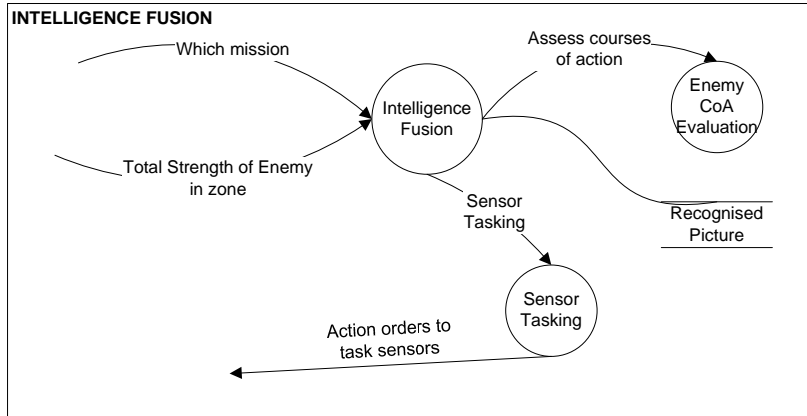 INTELLIGENCE FUSION
Which mission
Assess courses
of action
Intelligence
Fusion
Enemy
CoA
Evaluation
Total Strength of Enemy
in zone
Sensor
Tasking
Recognised
Picture
Sensor
Tasking
Action orders to
task sensors